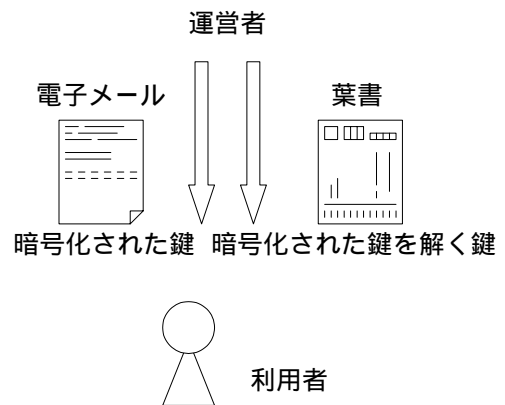 運営者
電子メール
葉書
暗号化された鍵
暗号化された鍵を解く鍵
利用者